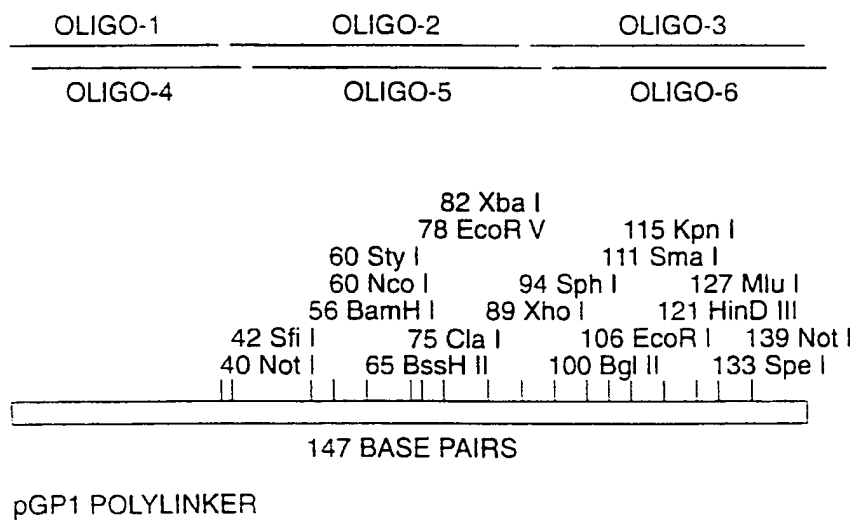 OLIGO-1 OLIGO-2 OLIGO-3
OLIGO-4 OLIGO-5 OLIGO-6
82 Xba I
78 EcoR V 115 Kpn I
60 Sty I 111 Sma I
60 Nco I 94 Sph I 127 Mlu I
56 BamH I 89 Xho I 121 HinD III
42 Sfi I 75 Cla I 106 EcoR I 139 Not I
40 Not I 65 BssH II 100 Bgl II 133 Spe I
147 BASE PAIRS
pGP1 POLYLINKER